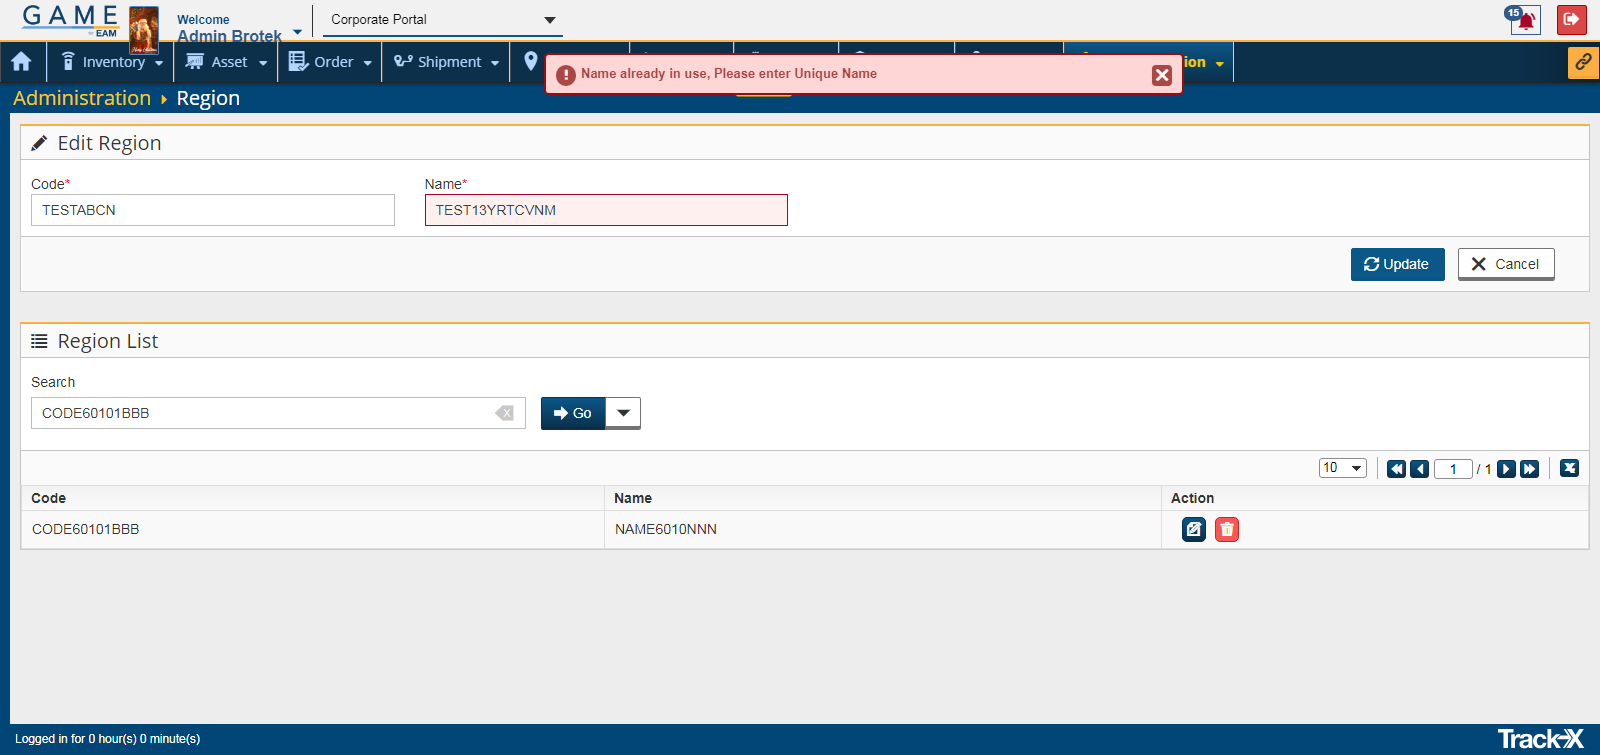 GAME
by EAM
Welcome
Admin Brotek
Corporate Portal
15
Inventory
Asset
Order
Shipment
ion
Name already in use, Please enter Unique Name
Administration
Region
Edit Region
Code*
Name*
TESTABCN
TEST13YRTCVNM
Update
Cancel
Region List
Search
CODE60101BBB
Go
10
1
/ 1
Code
Name
Action
CODE60101BBB
NAME6010NNN
Logged in for 0 hour(s) 0 minute(s)
Track-X